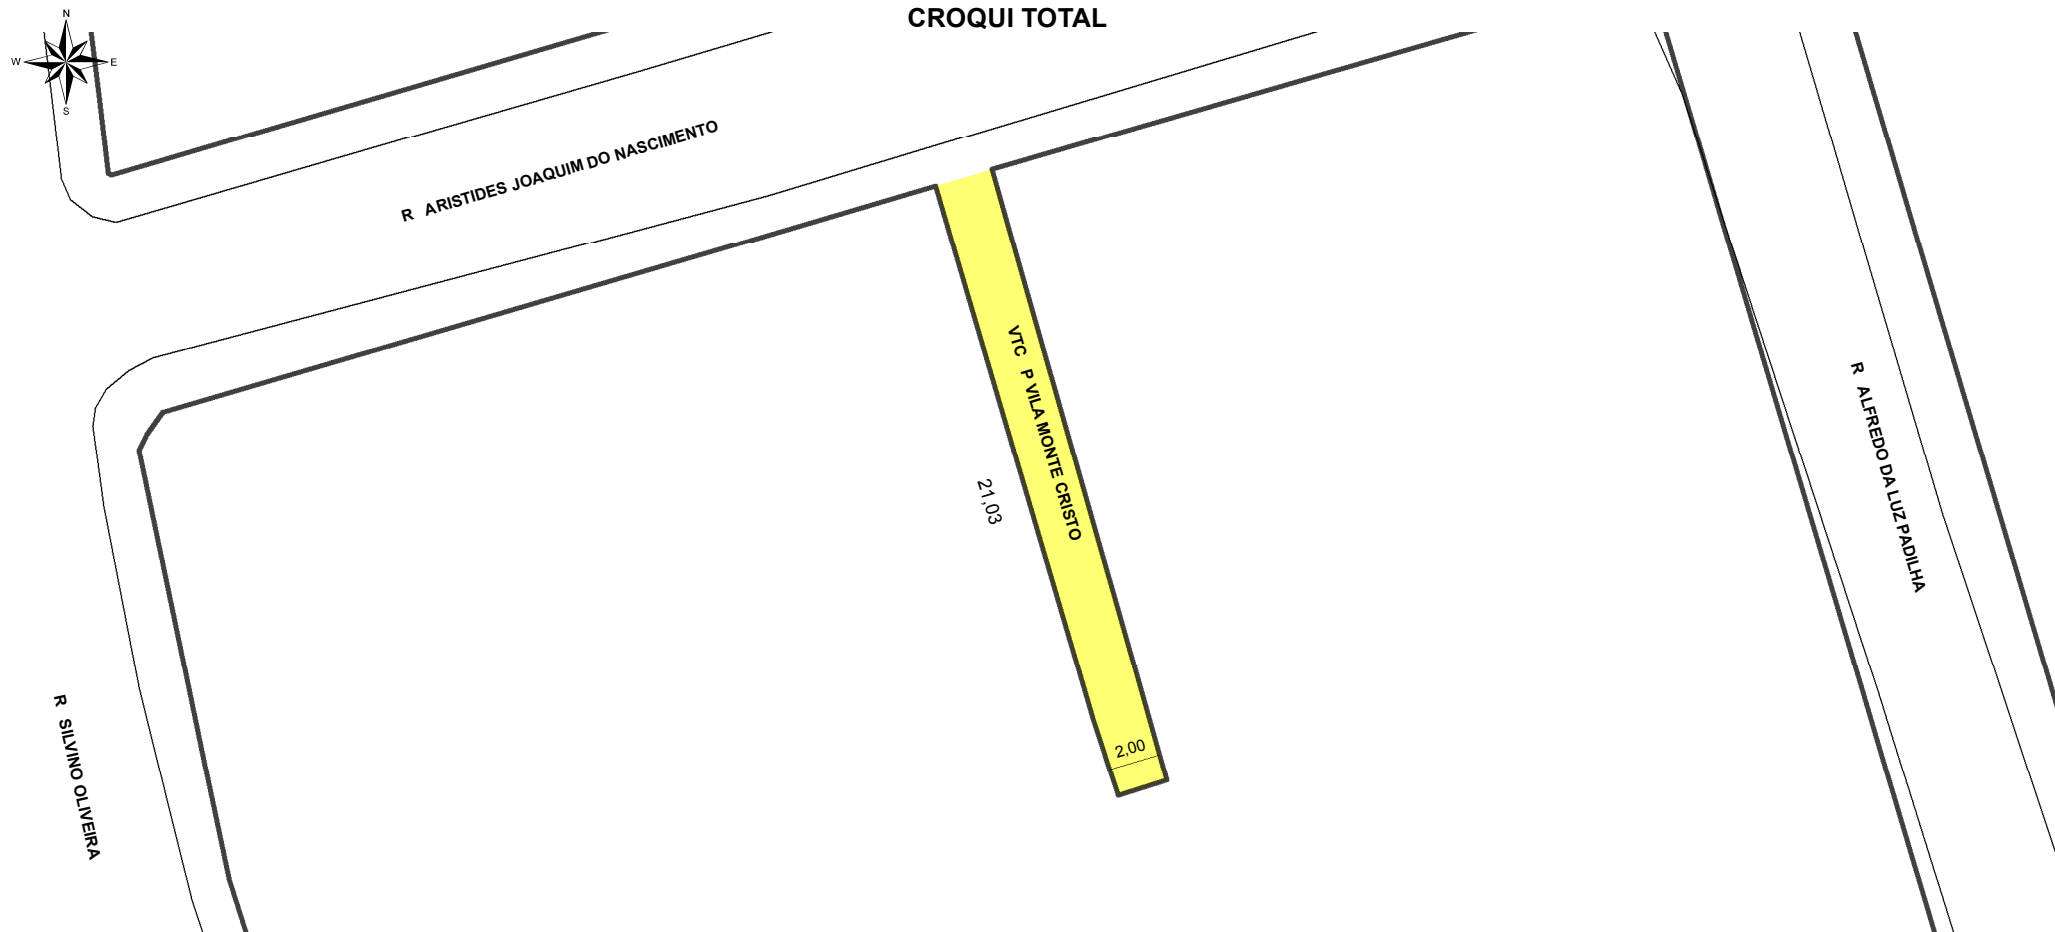 CROQUI TOTAL
N
W E
S
R ARISTIDES JOAQUIM DO NASCIMENTO
VTC P VILA MONTE CRISTO
21,03
2,00
R ALFREDO DA LUZ PADILHA
R SILVINO OLIVEIRA